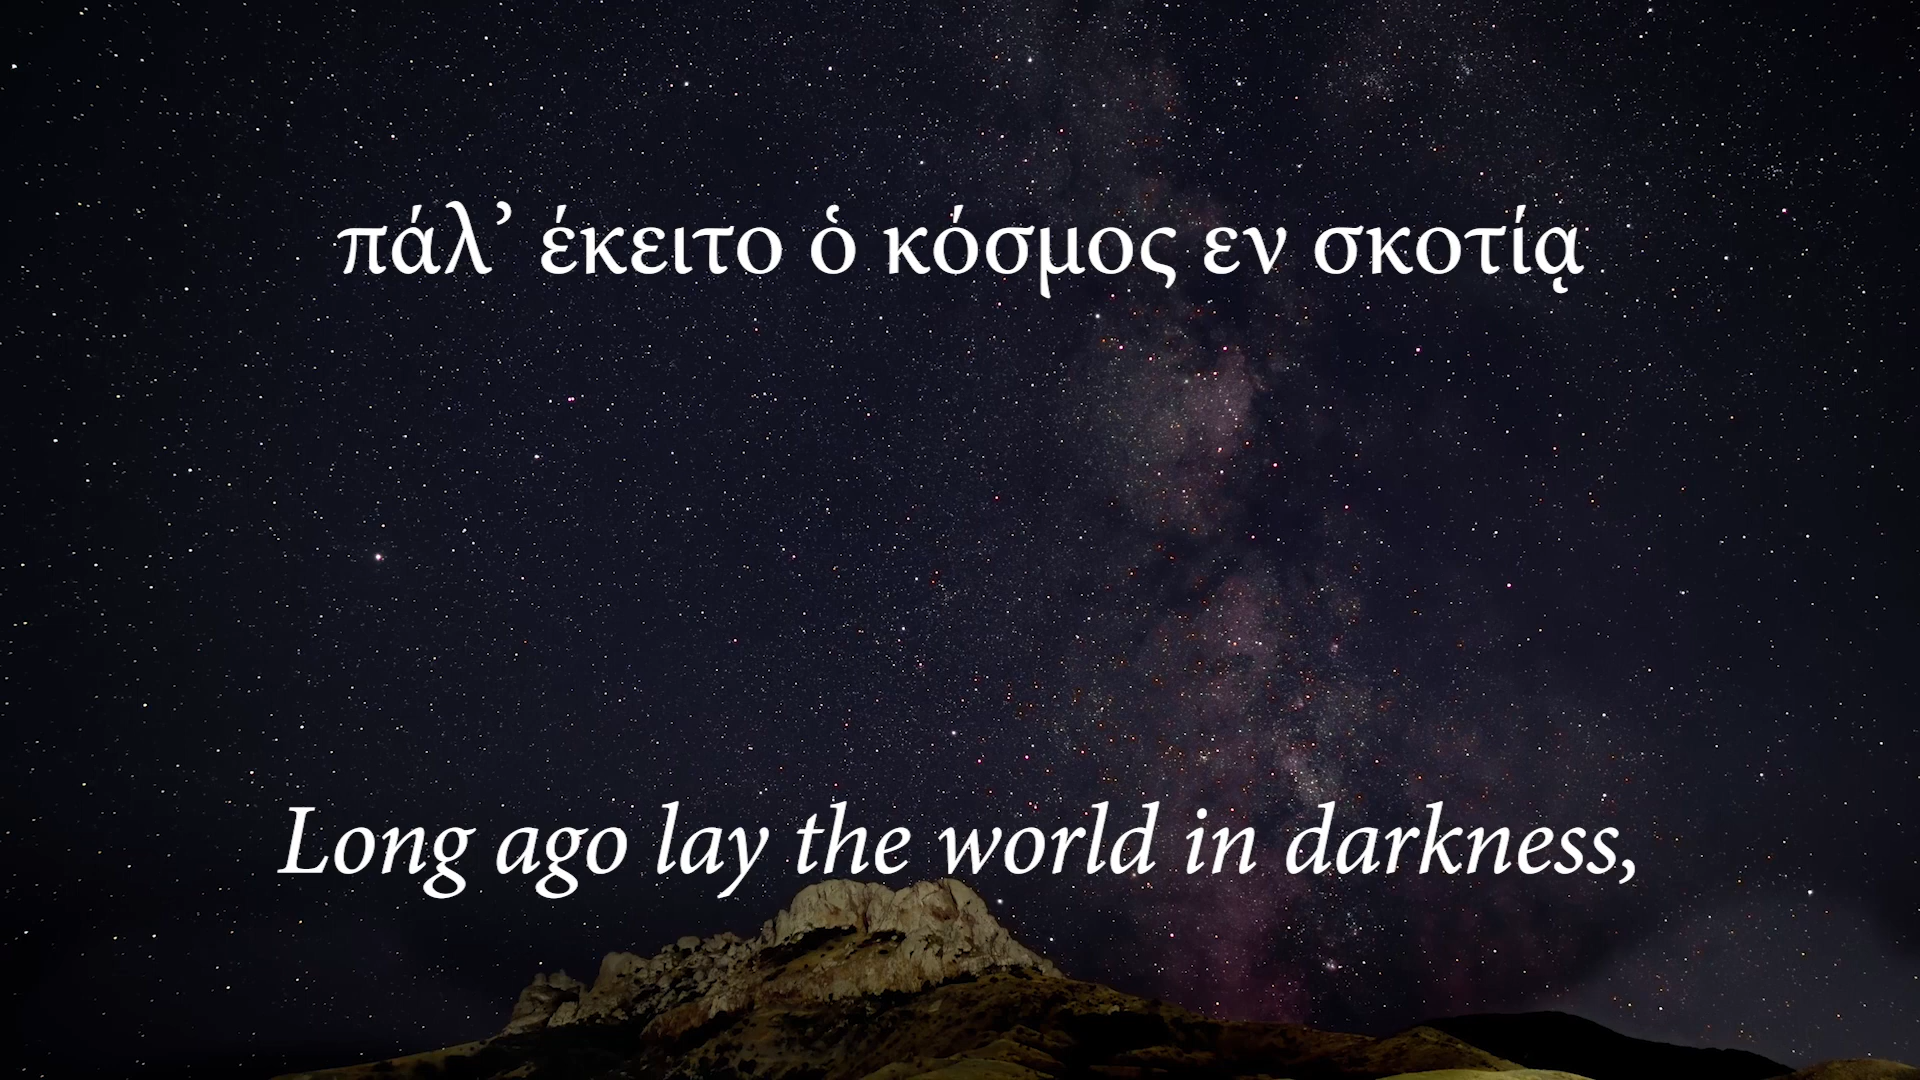 πάλ’ έκειτο ὁ κόσμος εν σκοτίᾳ
Long ago lay the world in darkness,